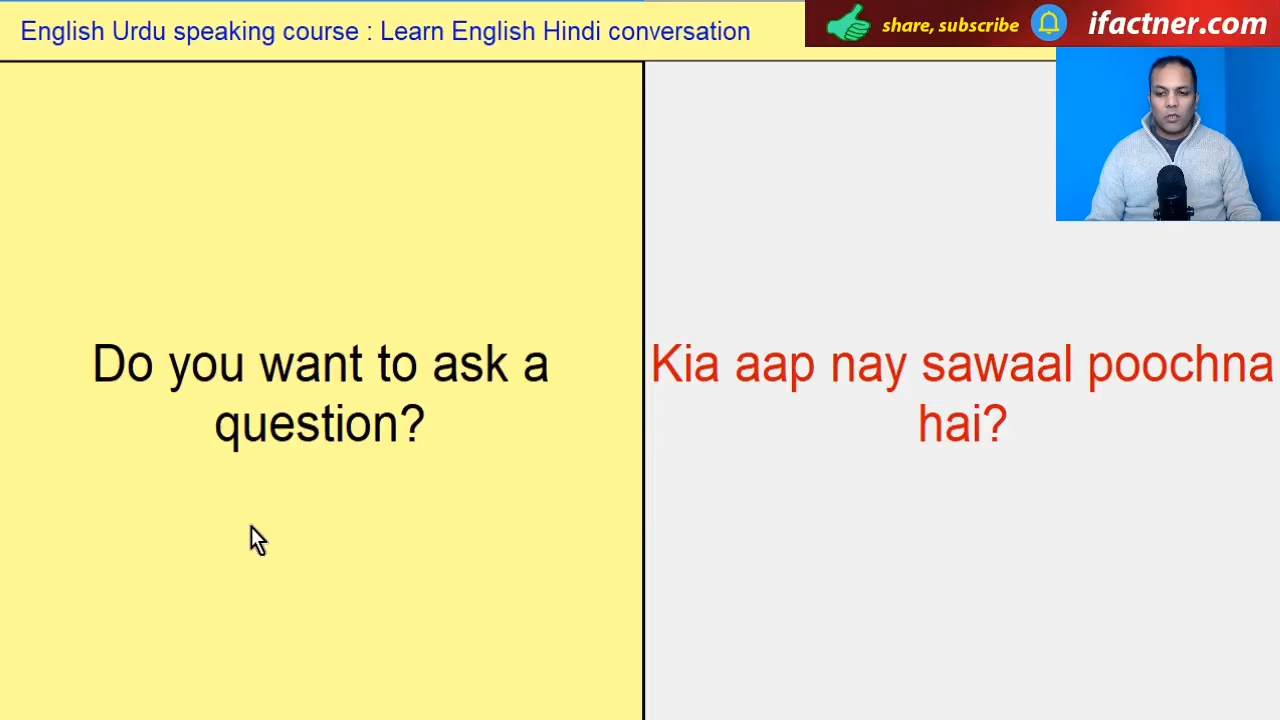 English Urdu speaking course : Learn English Hindi conversation
share, subscribe
ifactner.com
Do you want to ask a
question?
Kia aap nay sawaal poochna
hai?